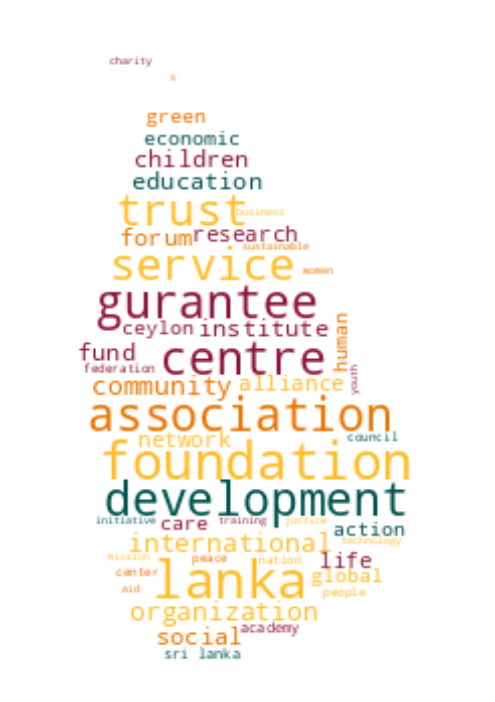 charity
s
green
economic
children
education
trust business
forum research
sustainable
service women
gurantee
ceylon institute human
fund centre
federation youth
community alliance
association
network council
foundation
development
initiative care training justice
action
international technology
mission peace nation life
center lanka global
aid people
organization
social academy
sri lanka